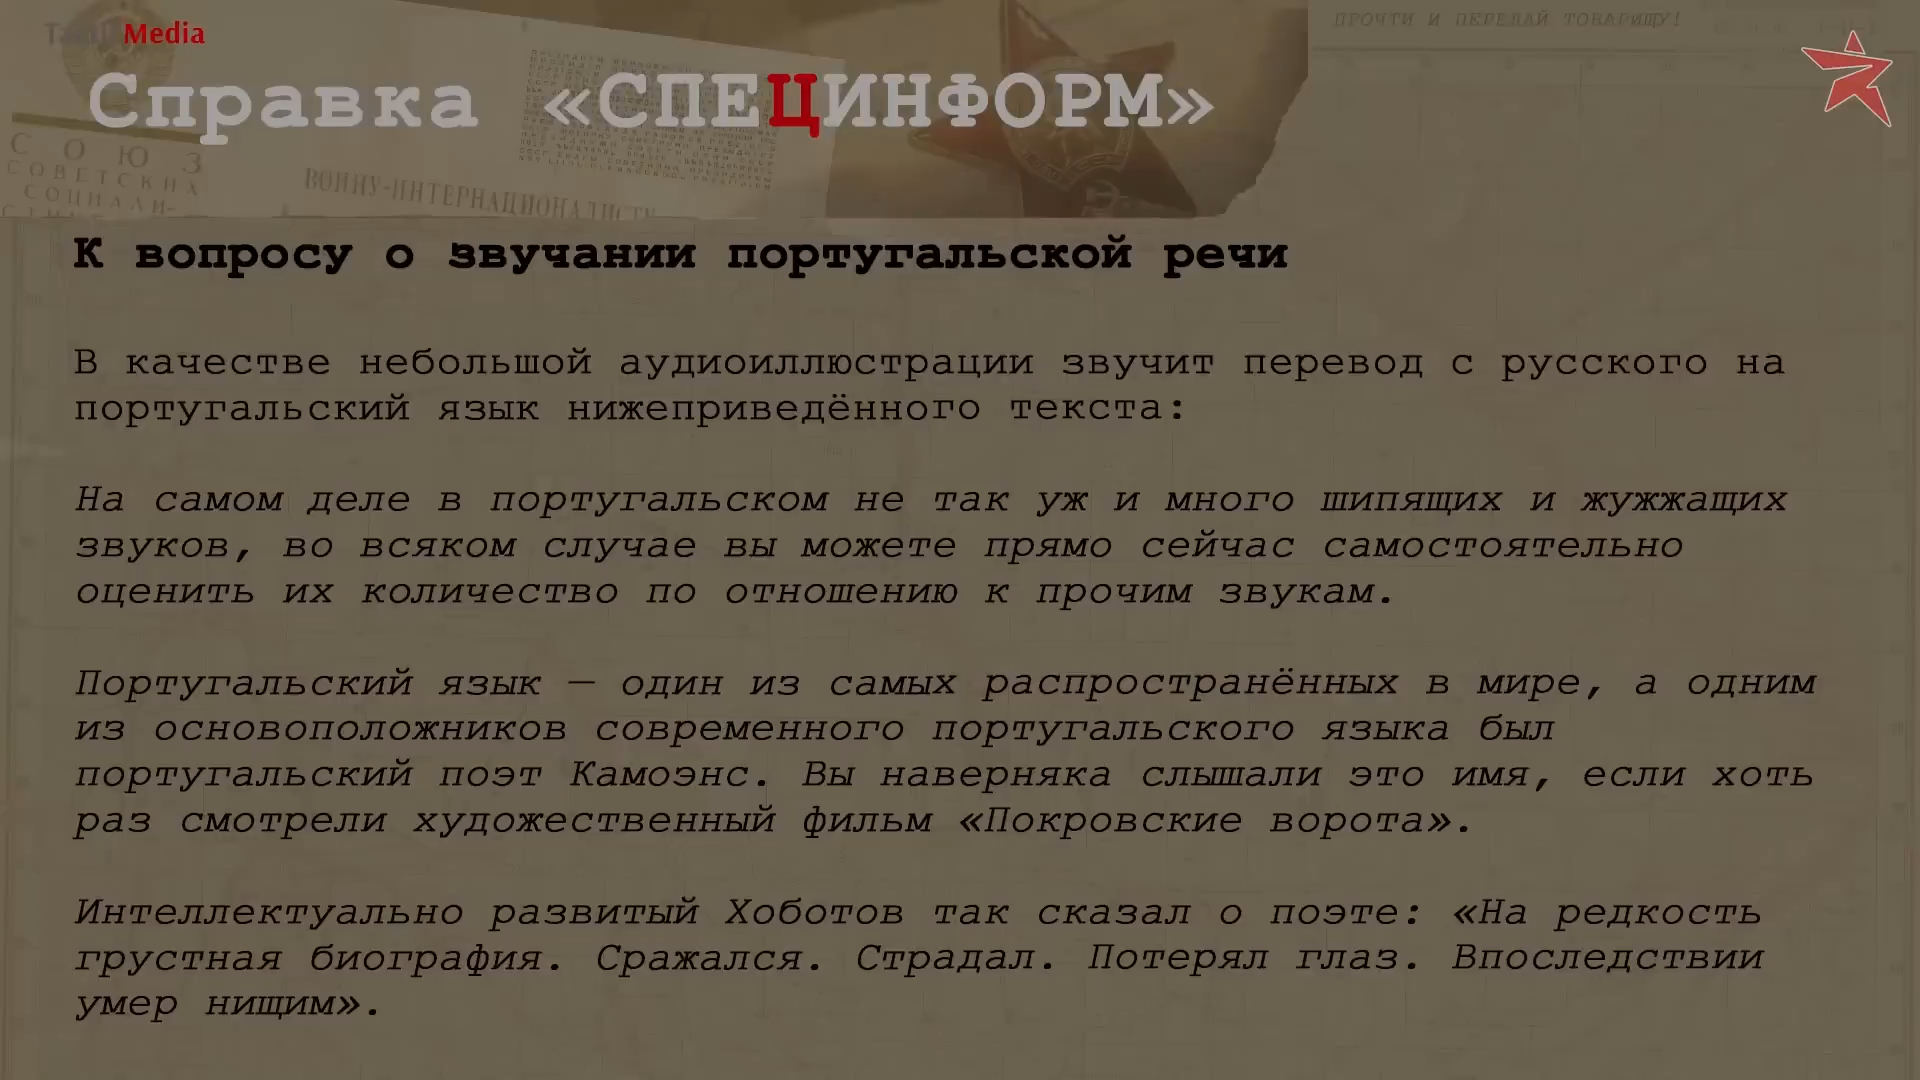 Media
ПРОЧТИ И ПЕРЕДАЙ ТОВАРИЩУ!
Справка «СПЕЦИНФОРМ»
СОЮЗ
СОВЕТСКИХ
СОЦИАЛИ-
ВОИНУ-ИНТЕРНАЦИОНАЛИСТУ
К вопросу о звучании португальской речи
В качестве небольшой аудиоиллюстрации звучит перевод с русского на
португальский язык нижеприведённого текста:
На самом деле в португальском не так уж и много шипящих и жужжащих
звуков, во всяком случае вы можете прямо сейчас самостоятельно
оценить их количество по отношению к прочим звукам.
Португальский язык — один из самых распространённых в мире, а одним
из основоположников современного португальского языка был
португальский поэт Камоэнс. Вы наверняка слышали это имя, если хоть
раз смотрели художественный фильм «Покровские ворота».
Интеллектуально развитый Хоботов так сказал о поэте: «На редкость
грустная биография. Сражался. Страдал. Потерял глаз. Впоследствии
умер нищим».